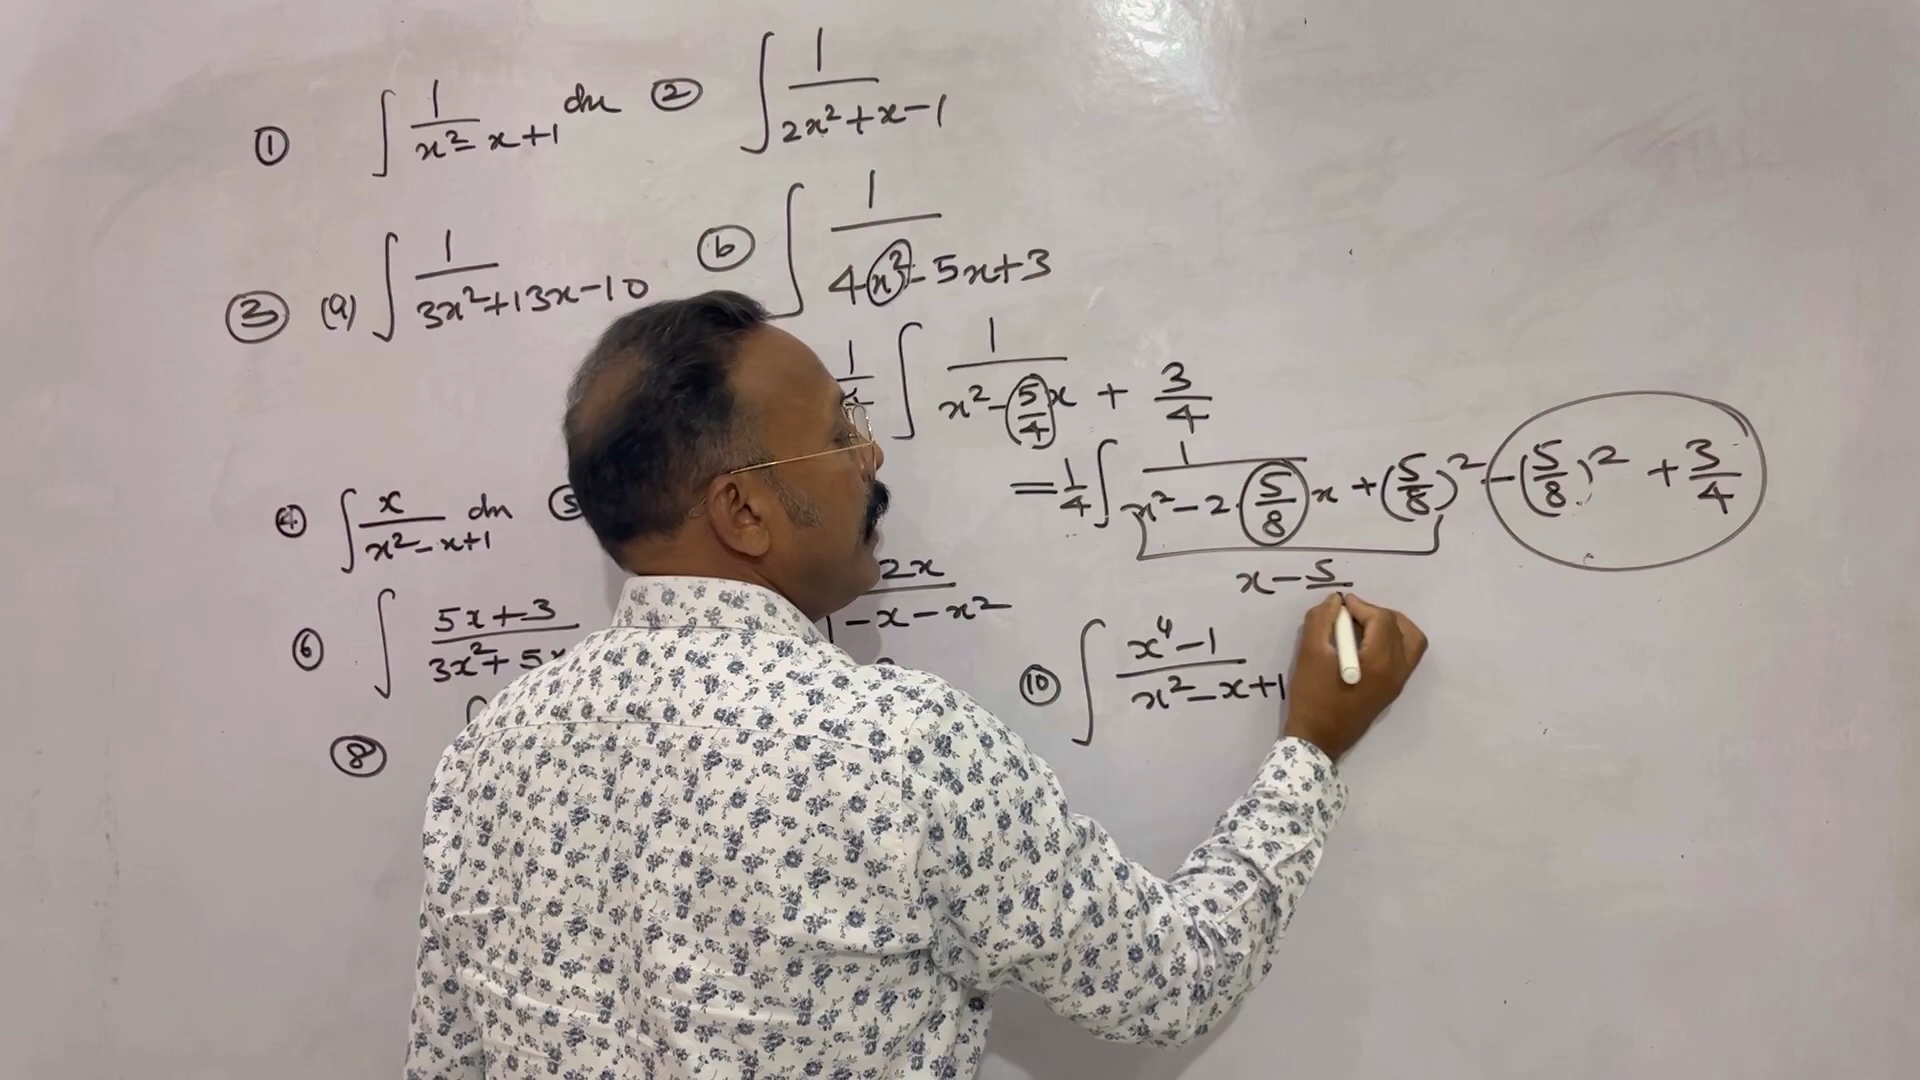 ① ∫ 1/(x² - x + 1) dx ② ∫ 1/(2x² + x - 1)
③ (a) ∫ 1/(3x² + 13x - 10) (b) ∫ 1/(4x² - 5x + 3)
∫ 1/(x² - 5/4 x + 3/4)
= 1/4 ∫ 1/(x² - 2·5/8 x + (5/8)² - (5/8)² + 3/4)
x - 5
④ ∫ x/(x² - x + 1) dx ⑤
⑥ ∫ (5x + 3)/(3x² + 5x
2x/(1 - x - x²)
⑧
⑩ ∫ (x⁴ - 1)/(x² - x + 1)